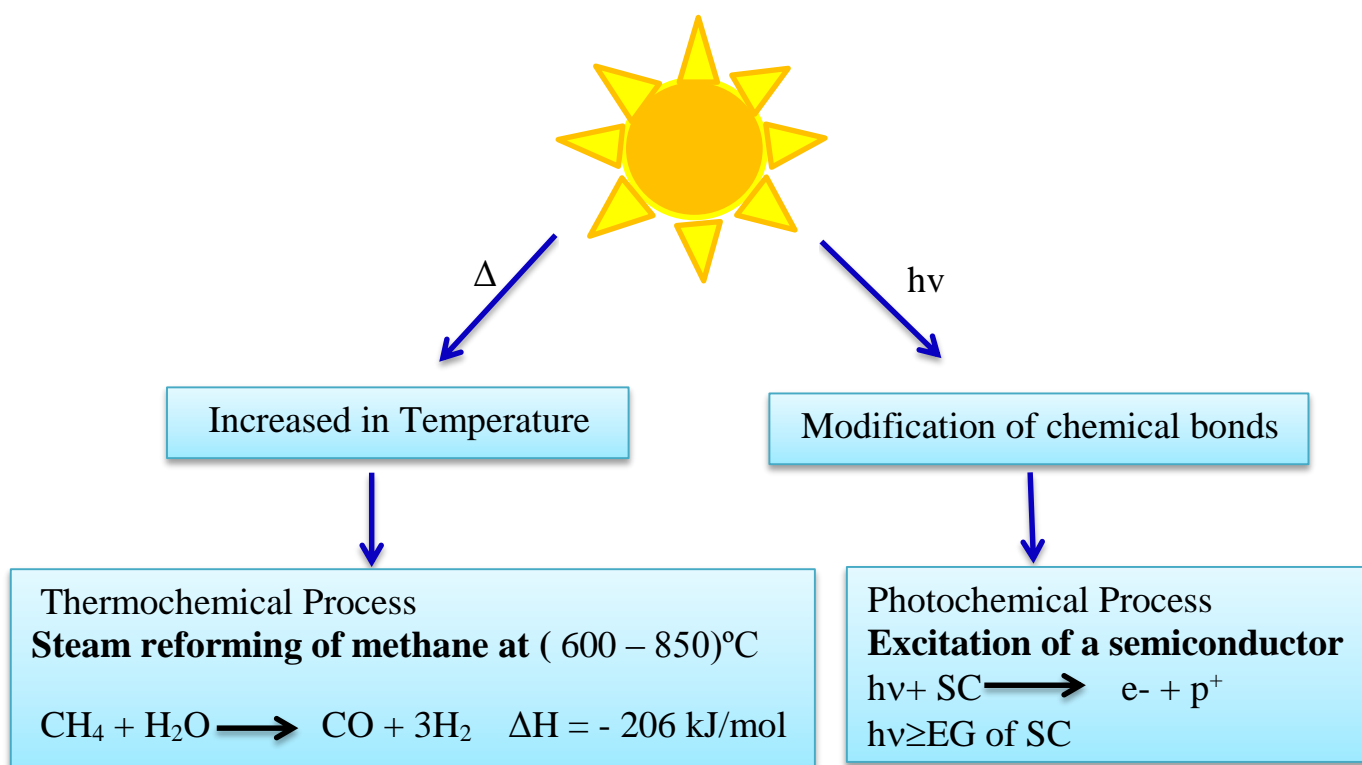 Δ
hν
Increased in Temperature
Modification of chemical bonds
Thermochemical Process
Steam reforming of methane at ( 600 – 850)ºC
CH₄ + H₂O ⟶ CO + 3H₂ ΔH = - 206 kJ/mol
Photochemical Process
Excitation of a semiconductor
hν+ SC ⟶ e- + p⁺
hν≥EG of SC